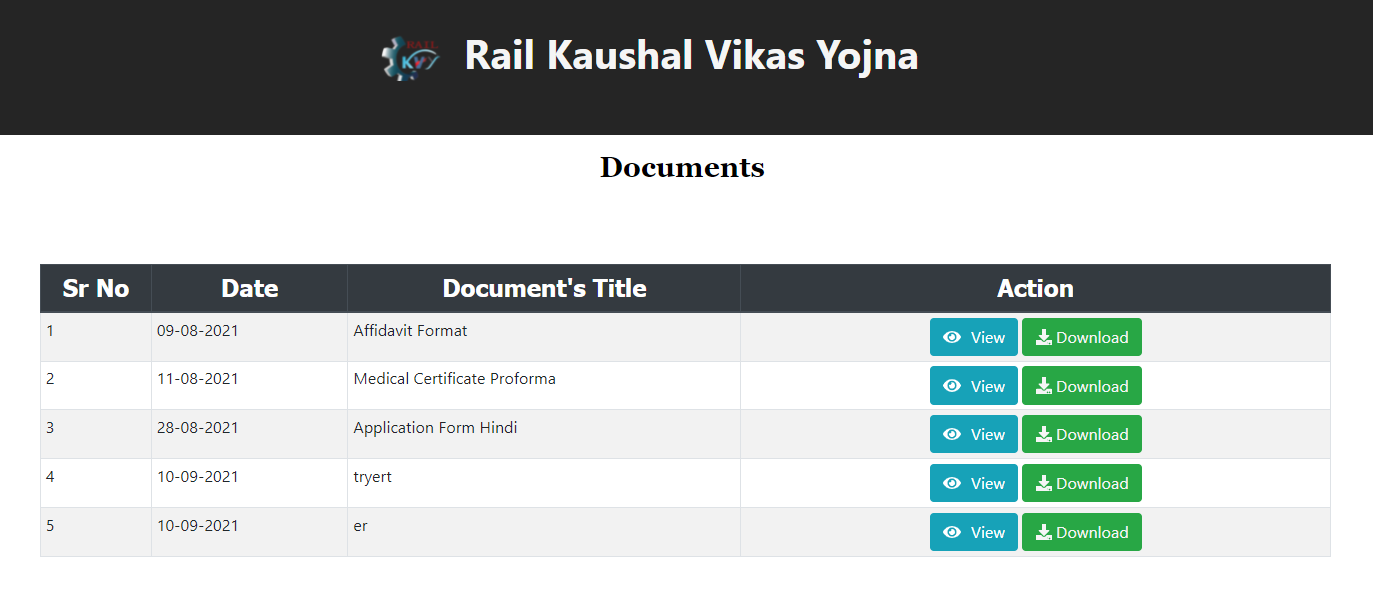 RAIL
KVY
Rail Kaushal Vikas Yojna
Documents
Sr No Date Document's Title Action
1 09-08-2021 Affidavit Format View Download
2 11-08-2021 Medical Certificate Proforma View Download
3 28-08-2021 Application Form Hindi View Download
4 10-09-2021 tryert View Download
5 10-09-2021 er View Download